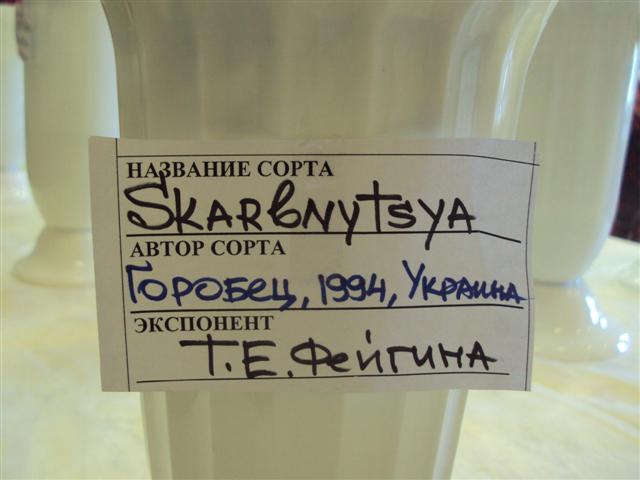 НАЗВАНИЕ СОРТА
Skarbnytsya
АВТОР СОРТА
Горобец, 1994, Украина
ЭКСПОНЕНТ
Т.Е. Фейгина